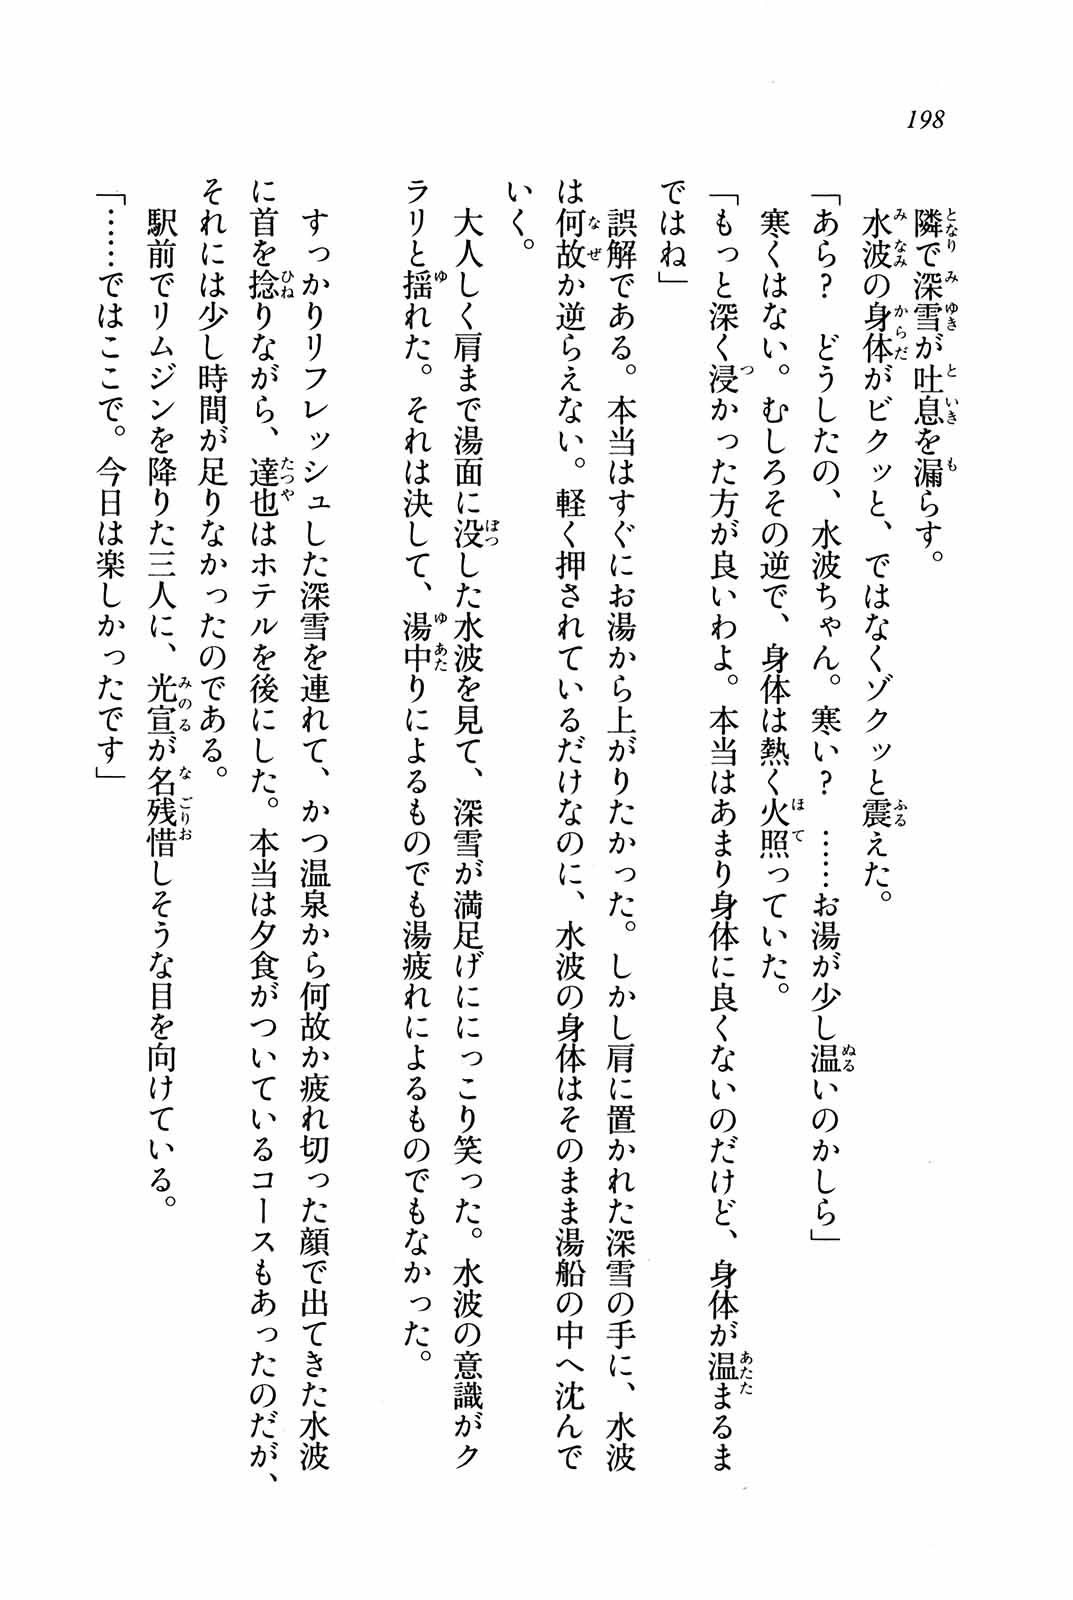 198
隣で深雪が吐息を漏らす。
水波の身体がビクッと、ではなくゾクッと震えた。
「あら？　どうしたの、水波ちゃん。寒い？　……お湯が少し温いのかしら」
寒くはない。むしろその逆で、身体は熱く火照っていた。
「もっと深く浸かった方が良いわよ。本当はあまり身体に良くないのだけど、身体が温まるま
ではね」
誤解である。本当はすぐにお湯から上がりたかった。しかし肩に置かれた深雪の手に、水波
は何故か逆らえない。軽く押されているだけなのに、水波の身体はそのまま湯船の中へ沈んで
いく。
大人しく肩まで湯面に没した水波を見て、深雪が満足げににっこり笑った。水波の意識がク
ラリと揺れた。それは決して、湯中りによるものでも湯疲れによるものでもなかった。
すっかりリフレッシュした深雪を連れて、かつ温泉から何故か疲れ切った顔で出てきた水波
に首を捻りながら、達也はホテルを後にした。本当は夕食がついているコースもあったのだが、
それには少し時間が足りなかったのである。
駅前でリムジンを降りた三人に、光宣が名残惜しそうな目を向けている。
「……ではここで。今日は楽しかったです」